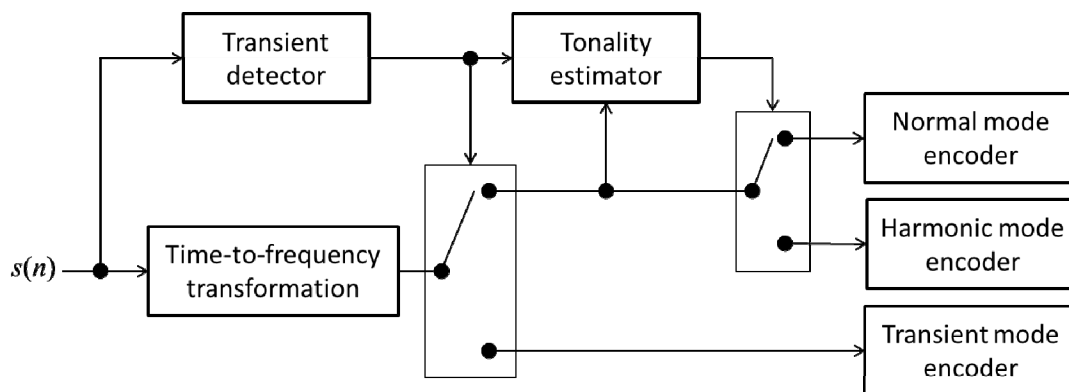 Transient
detector
Tonality
estimator
Normal mode
encoder
Harmonic mode
encoder
s(n)
Time-to-frequency
transformation
Transient mode
encoder